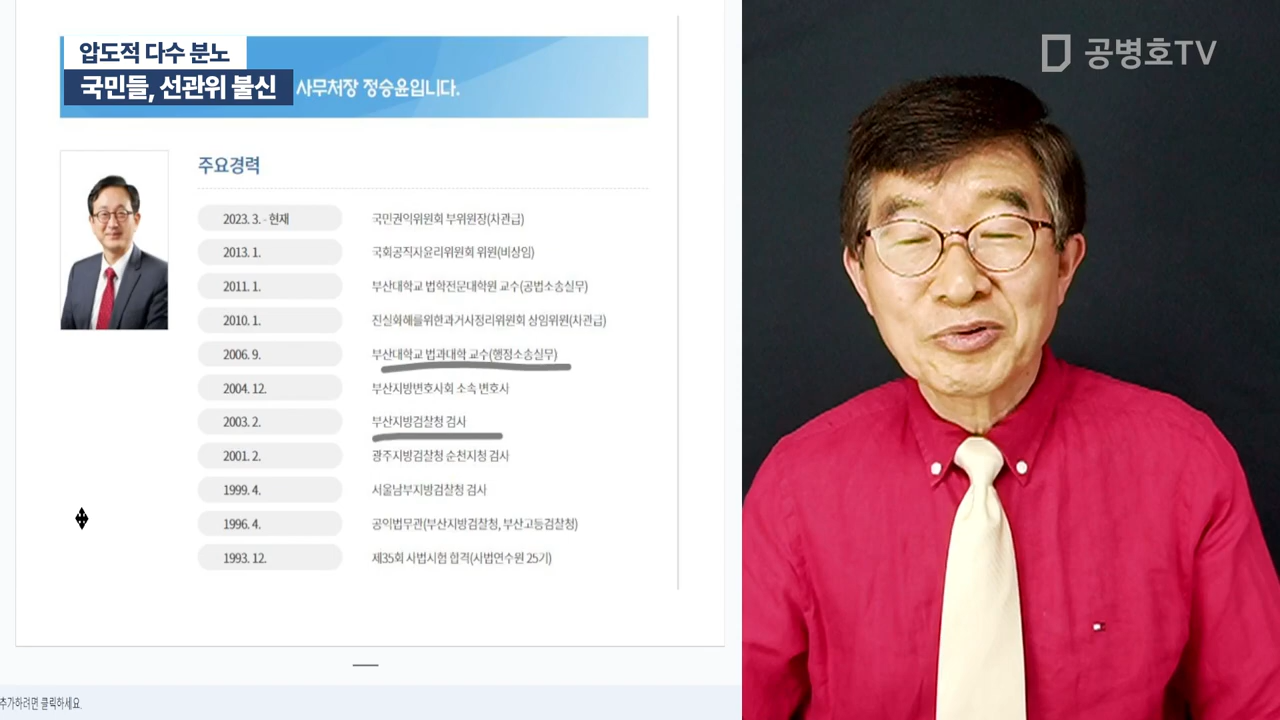 압도적 다수 분노
국민들, 선관위 불신
사무처장 정승윤입니다.
공병호TV
주요경력
2023. 3. - 현재 국민권익위원회 부위원장(차관급)
2013. 1. 국회공직자윤리위원회 위원(비상임)
2011. 1. 부산대학교 법학전문대학원 교수(공법소송실무)
2010. 1. 진실화해를위한과거사정리위원회 상임위원(차관급)
2006. 9. 부산대학교 법과대학 교수(행정소송실무)
2004. 12. 부산지방변호사회 소속 변호사
2003. 2. 부산지방검찰청 검사
2001. 2. 광주지방검찰청 순천지청 검사
1999. 4. 서울남부지방검찰청 검사
1996. 4. 공익법무관(부산지방검찰청, 부산고등검찰청)
1993. 12. 제35회 사법시험 합격(사법연수원 25기)
추가하려면 클릭하세요.